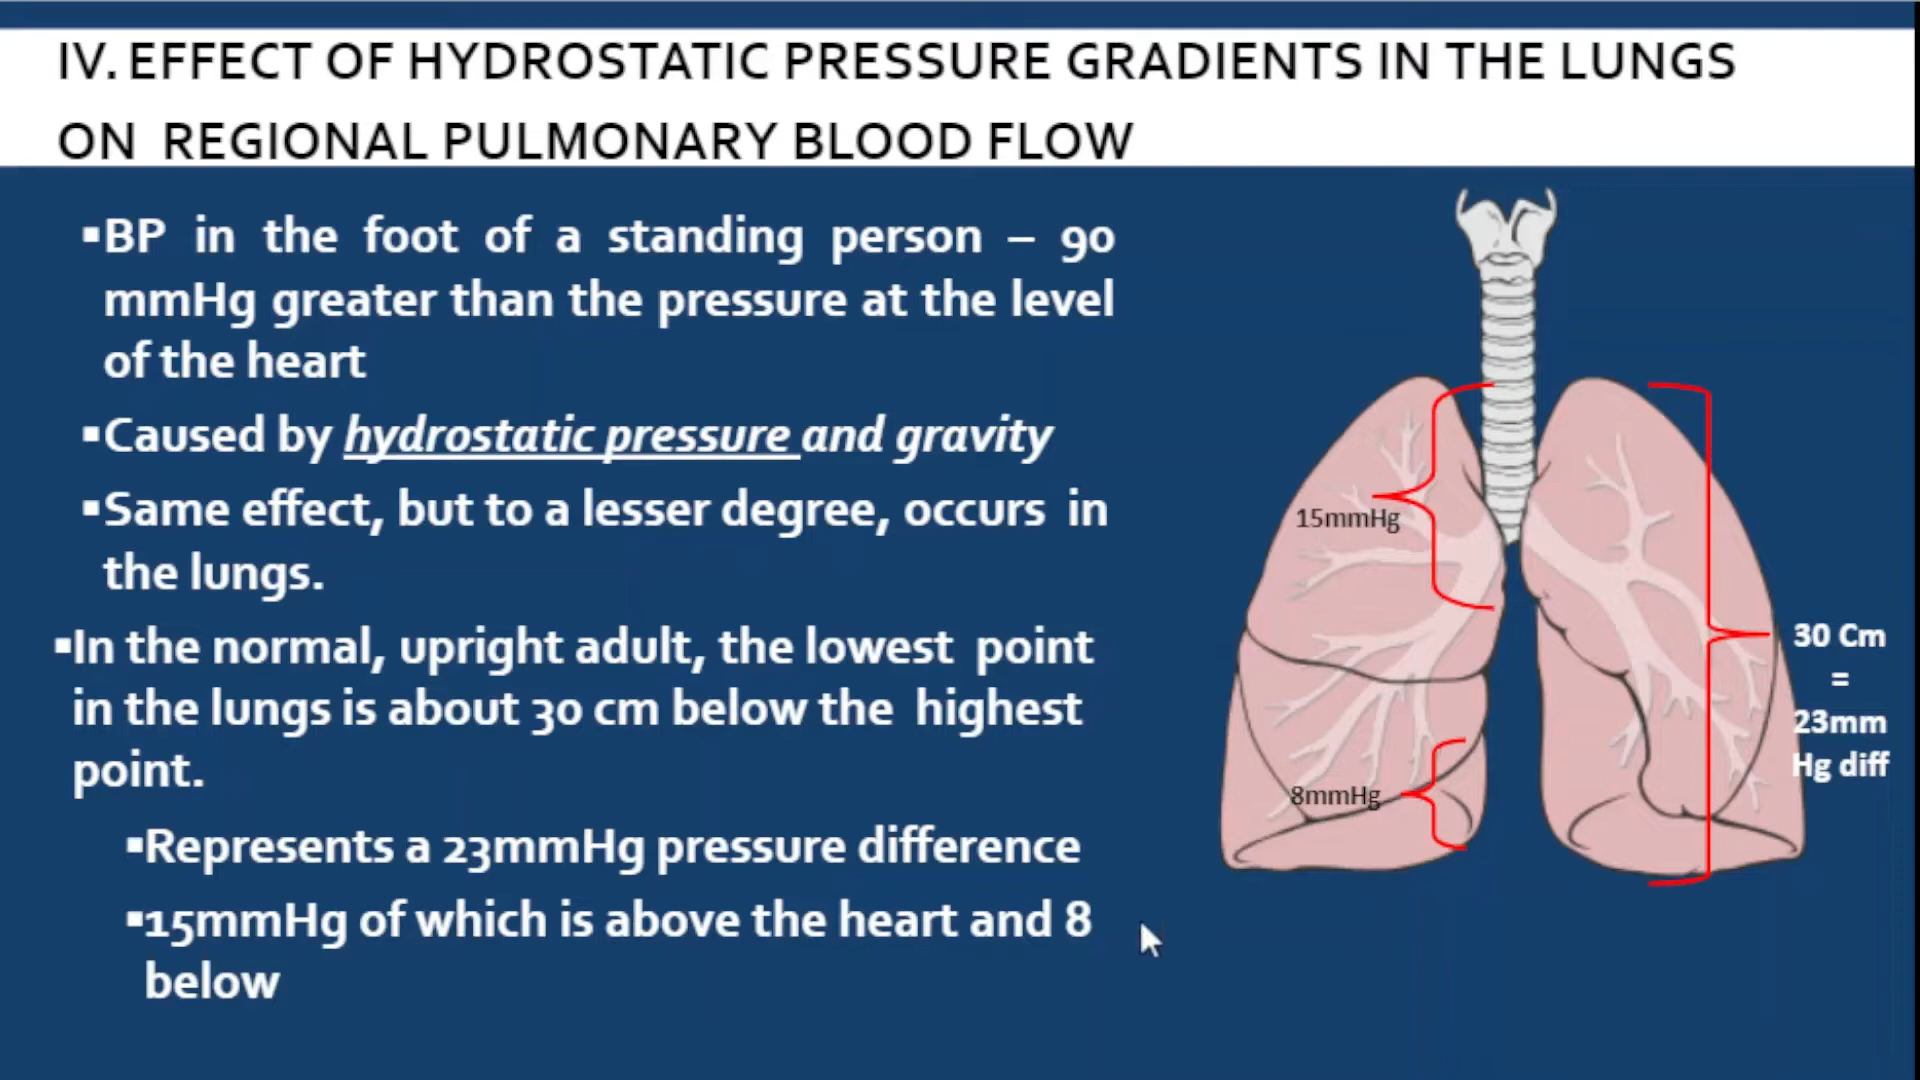 IV. EFFECT OF HYDROSTATIC PRESSURE GRADIENTS IN THE LUNGS
ON REGIONAL PULMONARY BLOOD FLOW
▪BP in the foot of a standing person – 90
mmHg greater than the pressure at the level
of the heart
▪Caused by hydrostatic pressure and gravity
▪Same effect, but to a lesser degree, occurs in
the lungs.
▪In the normal, upright adult, the lowest point
in the lungs is about 30 cm below the highest
point.
▪Represents a 23mmHg pressure difference
▪15mmHg of which is above the heart and 8
below
15mmHg
8mmHg
30 Cm
=
23mm
Hg diff